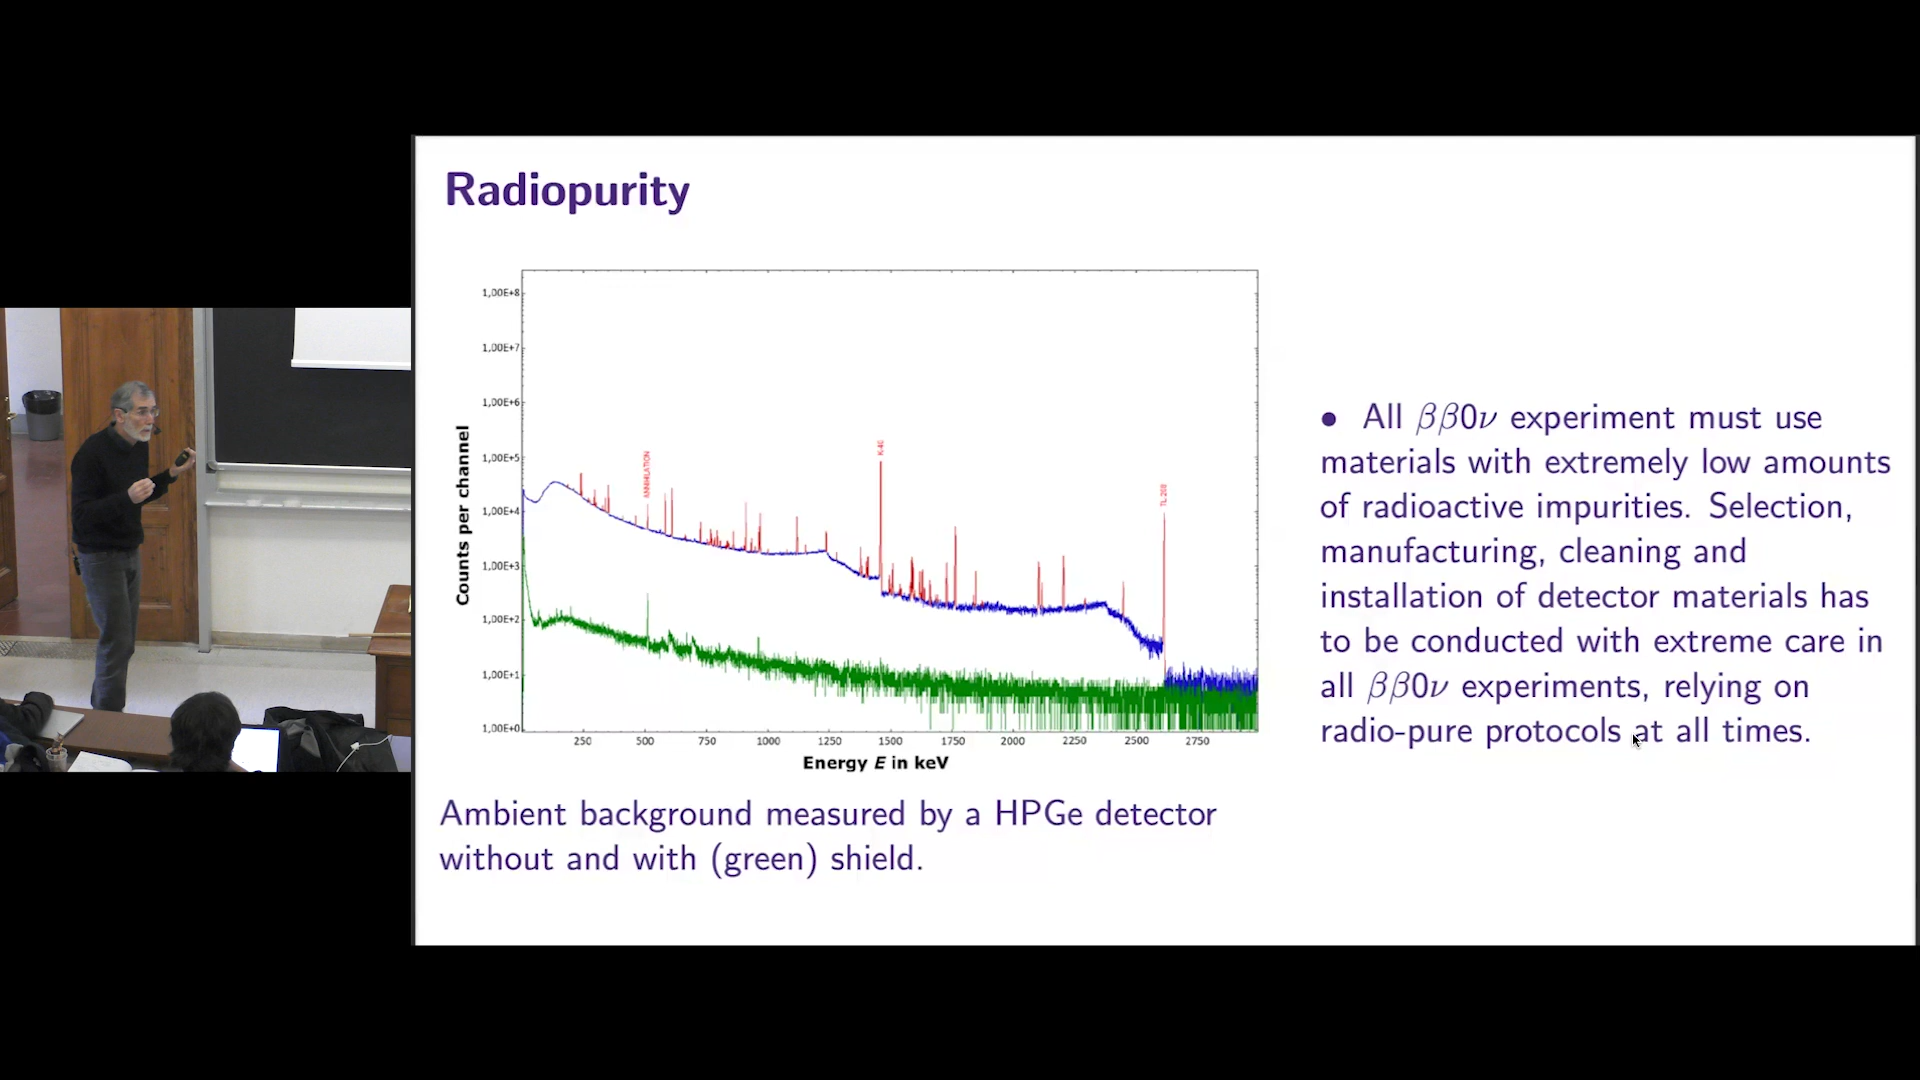 Radiopurity
1,00E+8
1,00E+7
1,00E+6
1,00E+5
1,00E+4
1,00E+3
1,00E+2
1,00E+1
1,00E+0
Counts per channel
ANNIHILATION
K-40
TL-208
250 500 750 1000 1250 1500 1750 2000 2250 2500 2750
Energy E in keV
Ambient background measured by a HPGe detector
without and with (green) shield.
• All ββ0ν experiment must use
materials with extremely low amounts
of radioactive impurities. Selection,
manufacturing, cleaning and
installation of detector materials has
to be conducted with extreme care in
all ββ0ν experiments, relying on
radio-pure protocols at all times.